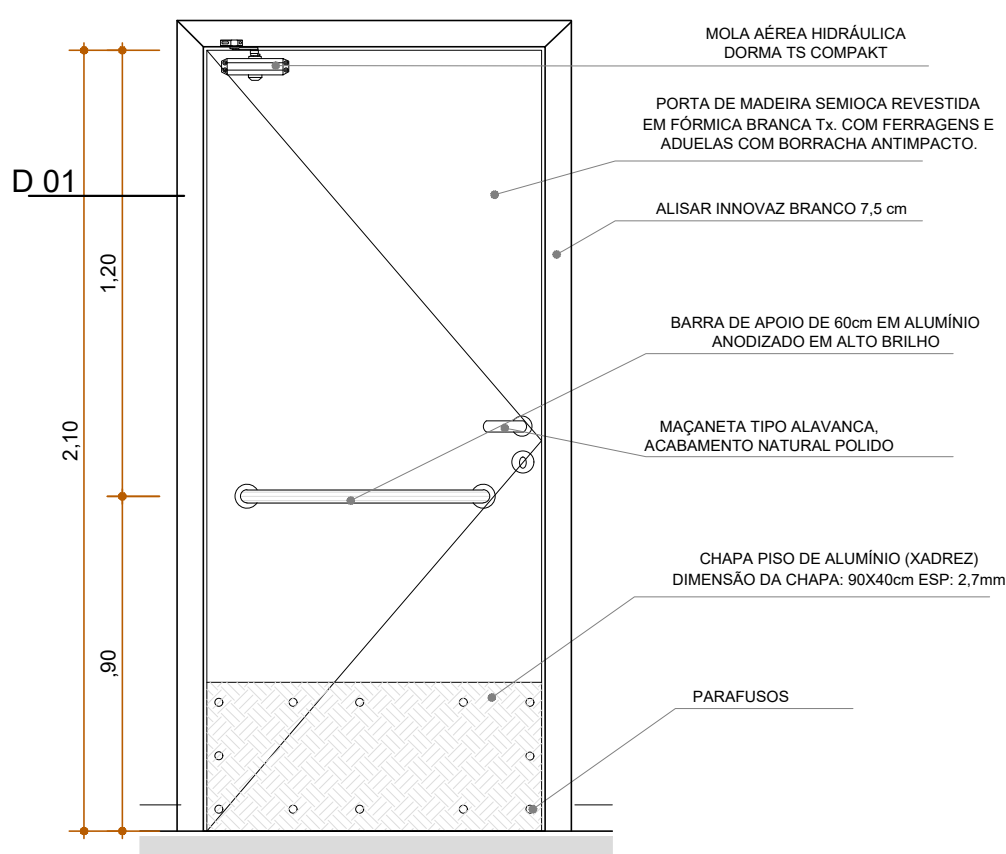 MOLA AÉREA HIDRÁULICA
DORMA TS COMPAKT
PORTA DE MADEIRA SEMIOCA REVESTIDA
EM FÓRMICA BRANCA Tx. COM FERRAGENS E
ADUELAS COM BORRACHA ANTIMPACTO.
D 01
ALISAR INNOVAZ BRANCO 7,5 cm
1,20
BARRA DE APOIO DE 60cm EM ALUMÍNIO
ANODIZADO EM ALTO BRILHO
2,10
MAÇANETA TIPO ALAVANCA,
ACABAMENTO NATURAL POLIDO
CHAPA PISO DE ALUMÍNIO (XADREZ)
DIMENSÃO DA CHAPA: 90X40cm ESP: 2,7mm
,90
PARAFUSOS